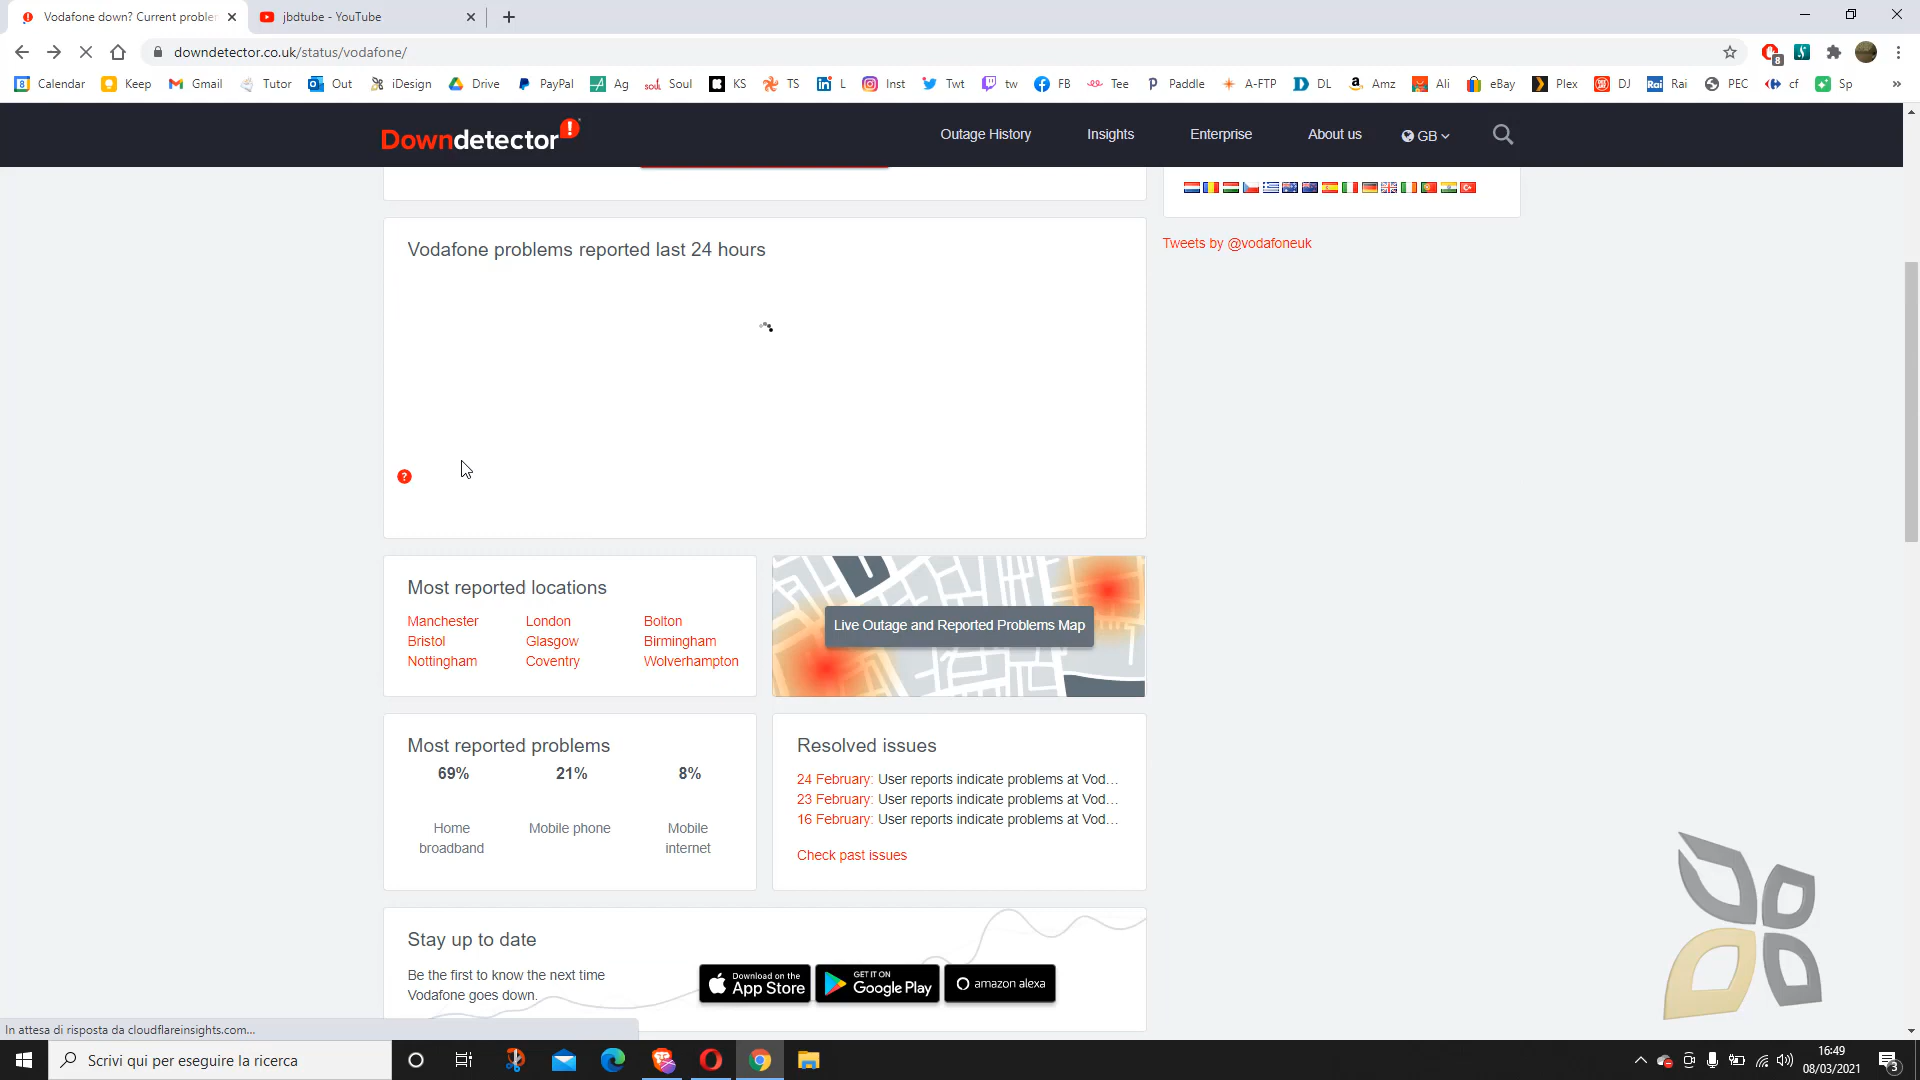 Vodafone down? Current probler
jbdtube - YouTube
downdetector.co.uk/status/vodafone/
8
8 Calendar Keep Gmail Tutor Out iDesign Drive PayPal Ag soul Soul KS TS L Inst Twt tw FB Tee Paddle A-FTP DL Amz Ali eBay Plex DJ Rai Rai PEC cf Sp »
Downdetector
Outage History Insights Enterprise About us GB
Tweets by @vodafoneuk
Vodafone problems reported last 24 hours
?
Most reported locations
Manchester London Bolton
Bristol Glasgow Birmingham
Nottingham Coventry Wolverhampton
Live Outage and Reported Problems Map
Most reported problems
69% 21% 8%
Home broadband Mobile phone Mobile internet
Resolved issues
24 February: User reports indicate problems at Vod...
23 February: User reports indicate problems at Vod...
16 February: User reports indicate problems at Vod...
Check past issues
Stay up to date
Be the first to know the next time
Vodafone goes down.
Download on the App Store
GET IT ON Google Play
amazon alexa
In attesa di risposta da cloudflareinsights.com...
Scrivi qui per eseguire la ricerca
16:49
08/03/2021
3